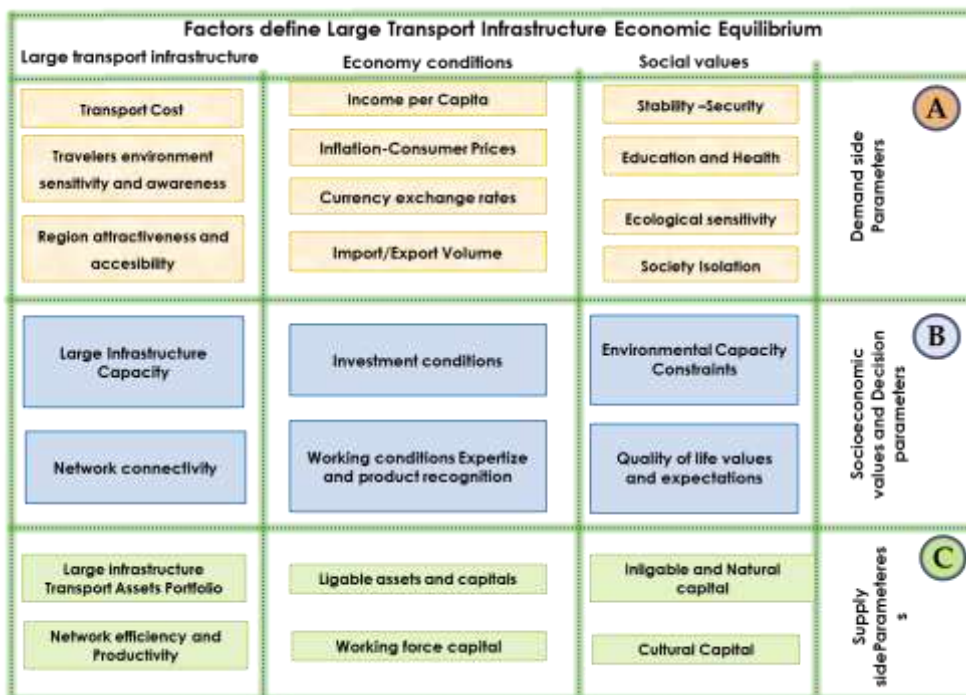 Factors define Large Transport Infrastructure Economic Equilibrium
Large transport infrastructure
Economy conditions
Social values
Transport Cost
Travelers environment
sensitivity and awareness
Region attractiveness and
accesibility
Income per Capita
Inflation-Consumer Prices
Currency exchange rates
Import/Export Volume
Stability –Security
Education and Health
Ecological sensitivity
Society Isolation
A
Demand side
Parameters
Large Infrastructure
Capacity
Network connectivity
Investment conditions
Working conditions Expertize
and product recognition
Environmental Capacity
Constraints
Quality of life values
and expectations
B
Socioeconomic
values and Decision
parameters
Large infrastructure
Transport Assets Portfolio
Network efficiency and
Productivity
Ligable assets and capitals
Working force capital
Inligable and Natural
capital
Cultural Capital
C
Supply
sideParameteres
s